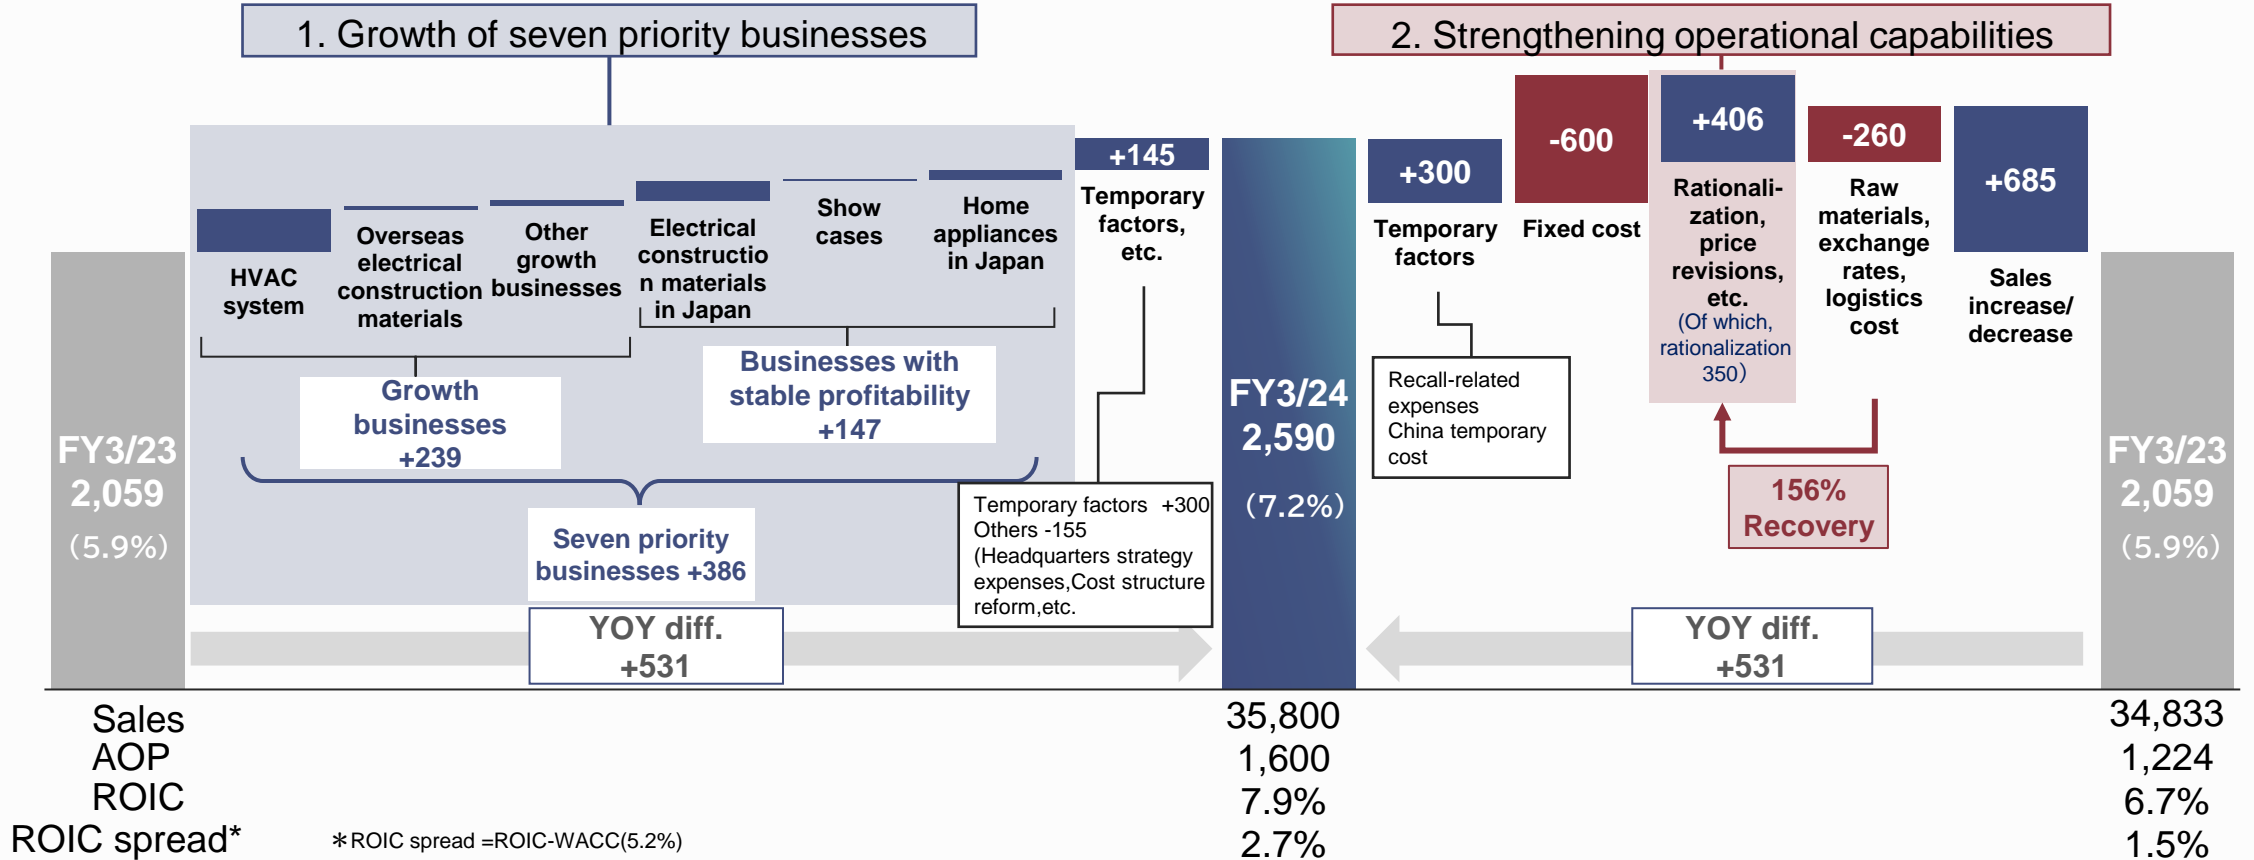 1. Growth of seven priority businesses
2. Strengthening operational capabilities
FY3/23
2,059
(5.9%)
HVAC
system
Overseas
electrical
construction
materials
Other
growth
businesses
Electrical
constructio
n materials
in Japan
Show
cases
Home
appliances
in Japan
+145
Temporary
factors,
etc.
Growth
businesses
+239
Businesses with
stable profitability
+147
Seven priority
businesses +386
Temporary factors +300
Others -155
(Headquarters strategy
expenses,Cost structure
reform,etc.
YOY diff.
+531
FY3/24
2,590
(7.2%)
+300
Temporary
factors
Recall-related
expenses
China temporary
cost
-600
Fixed cost
+406
Rationali-
zation,
price
revisions,
etc.
(Of which,
rationalization
350)
-260
Raw
materials,
exchange
rates,
logistics
cost
156%
Recovery
+685
Sales
increase/
decrease
YOY diff.
+531
FY3/23
2,059
(5.9%)
Sales 35,800 34,833
AOP 1,600 1,224
ROIC 7.9% 6.7%
ROIC spread* 2.7% 1.5%
*ROIC spread =ROIC-WACC(5.2%)